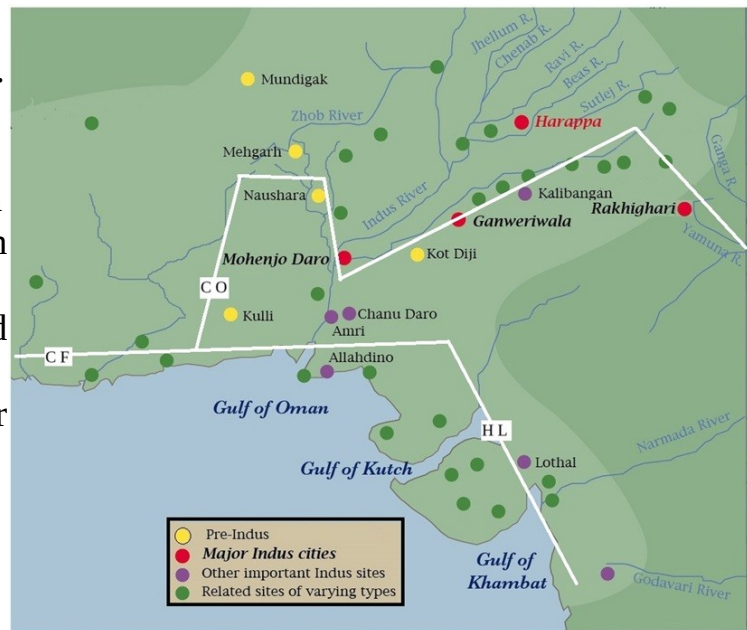 Jhellum R.
Chenab R.
Ravi R.
Beas R.
Sutlej R.
Mundigak
Zhob River
Harappa
Mehgarh
Ganga R.
Naushara
Indus River
Kalibangan
Rakhighari
Ganweriwala
Yamuna R.
Mohenjo Daro
Kot Diji
C O
Kulli
Chanu Daro
Amri
C F
Allahdino
Gulf of Oman
H L
Narmada River
Gulf of Kutch
Lothal
Pre-Indus
Major Indus cities
Other important Indus sites
Related sites of varying types
Gulf of
Khambat
Godavari River